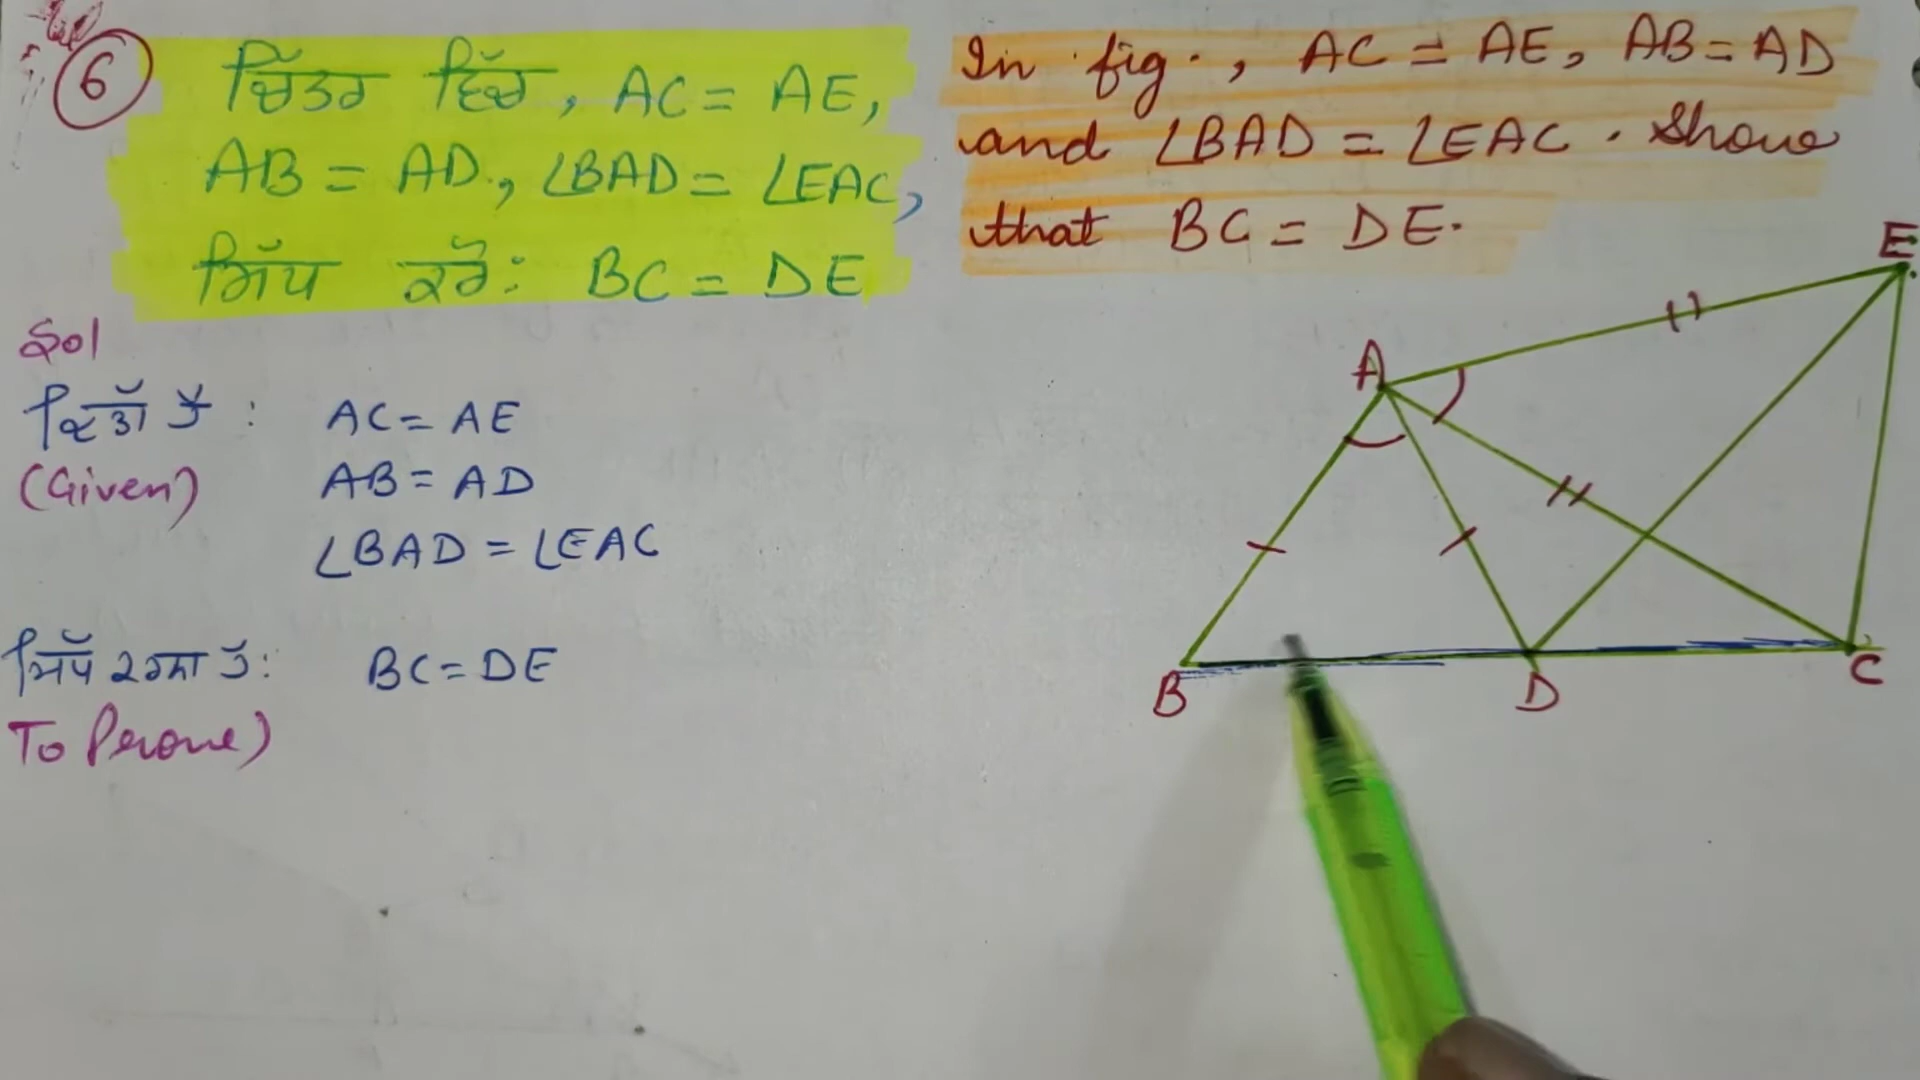 6
ਚਿੱਤਰ ਵਿੱਚ, AC = AE,
AB = AD, ∠BAD = ∠EAC,
ਸਿੱਧ ਕਰੋ: BC = DE
In fig., AC = AE, AB = AD
and ∠BAD = ∠EAC. Show
that BC = DE.
Sol
: AC = AE
(Given) AB = AD
∠BAD = ∠EAC
ਸਿੱਧ ਕਰਨਾ ਹੈ: BC = DE
To Prove)
E
A
B
D
C